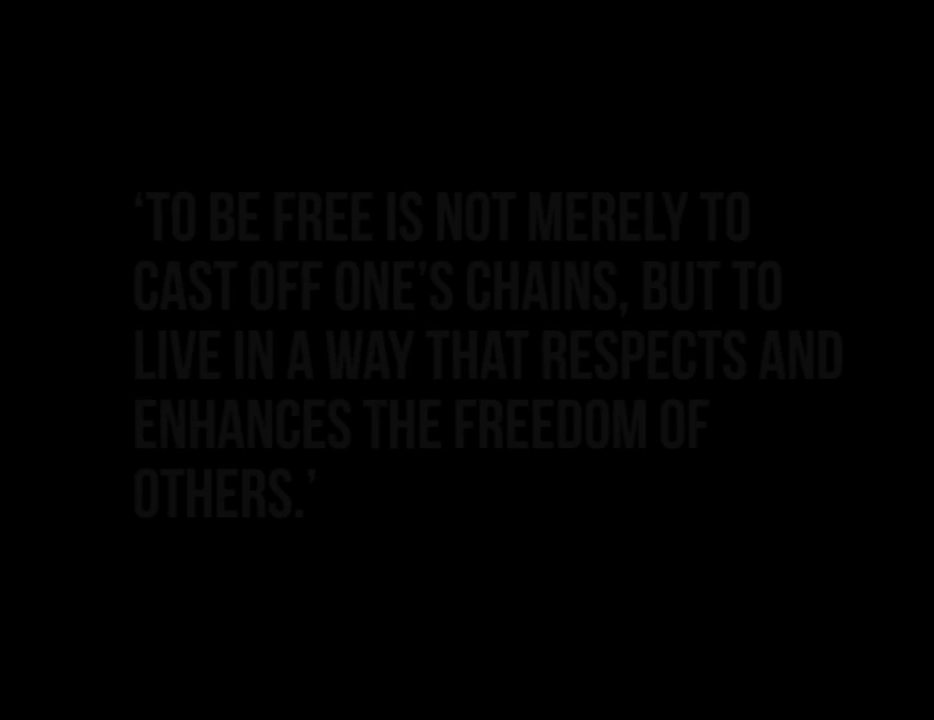 ‘TO BE FREE IS NOT MERELY TO
CAST OFF ONE’S CHAINS, BUT TO
LIVE IN A WAY THAT RESPECTS AND
ENHANCES THE FREEDOM OF
OTHERS.’